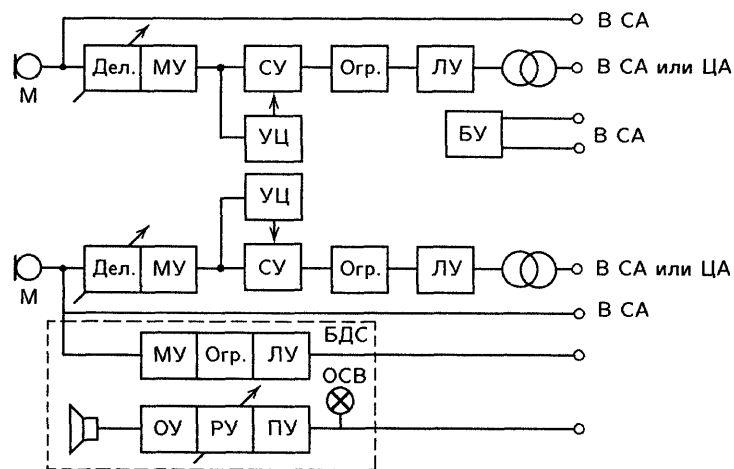 В СА
М
Дел. МУ СУ Огр. ЛУ В СА или ЦА
УЦ БУ В СА
УЦ
М
Дел. МУ СУ Огр. ЛУ В СА или ЦА
В СА
БДС
МУ Огр. ЛУ
ОСВ
ОУ РУ ПУ